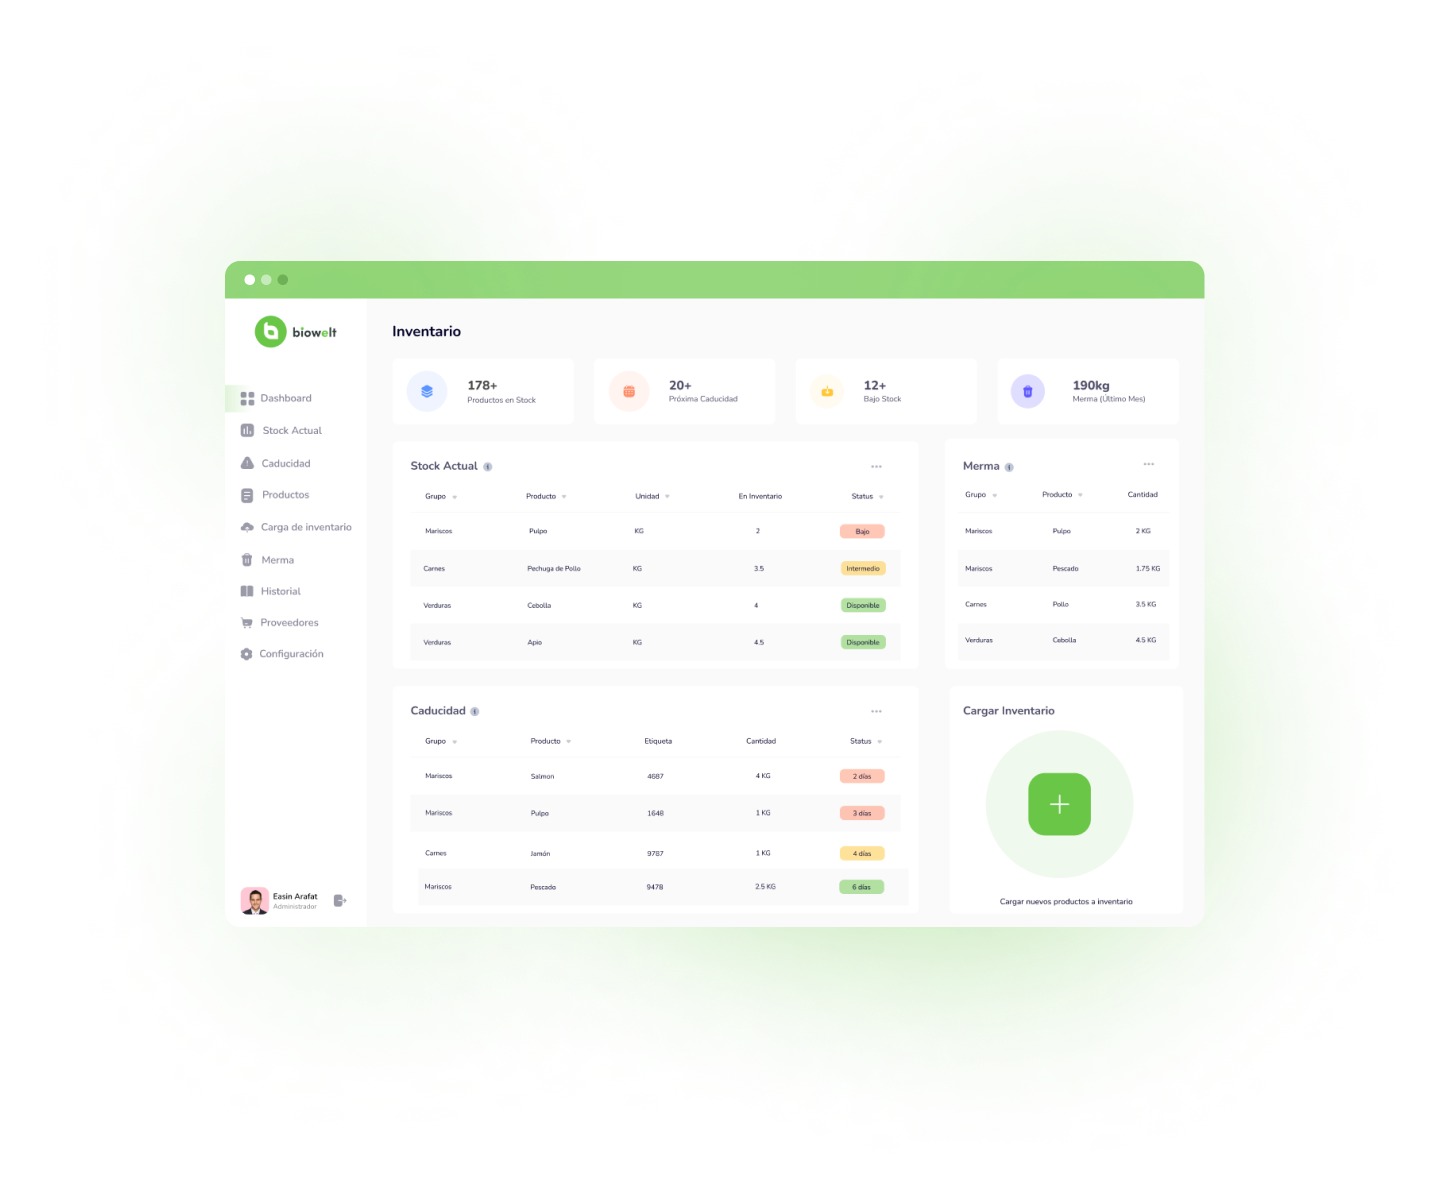 biowelt
Dashboard
Stock Actual
Caducidad
Productos
Carga de inventario
Merma
Historial
Proveedores
Configuración
Easin Arafat
Administrador
Inventario
178+
Productos en Stock
20+
Próxima Caducidad
12+
Bajo Stock
190kg
Merma (Último Mes)
Stock Actual
Grupo Producto Unidad En Inventario Status
Mariscos Pulpo KG 2 Bajo
Carnes Pechuga de Pollo KG 3.5 Intermedio
Verduras Cebolla KG 4 Disponible
Verduras Apio KG 4.5 Disponible
Merma
Grupo Producto Cantidad
Mariscos Pulpo 2 KG
Mariscos Pescado 1.75 KG
Carnes Pollo 3.5 KG
Verduras Cebolla 4.5 KG
Caducidad
Grupo Producto Etiqueta Cantidad Status
Mariscos Salmon 4687 4 KG 2 días
Mariscos Pulpo 1648 1 KG 3 días
Carnes Jamón 9787 1 KG 4 días
Mariscos Pescado 9478 2.5 KG 6 días
Cargar Inventario
Cargar nuevos productos a inventario